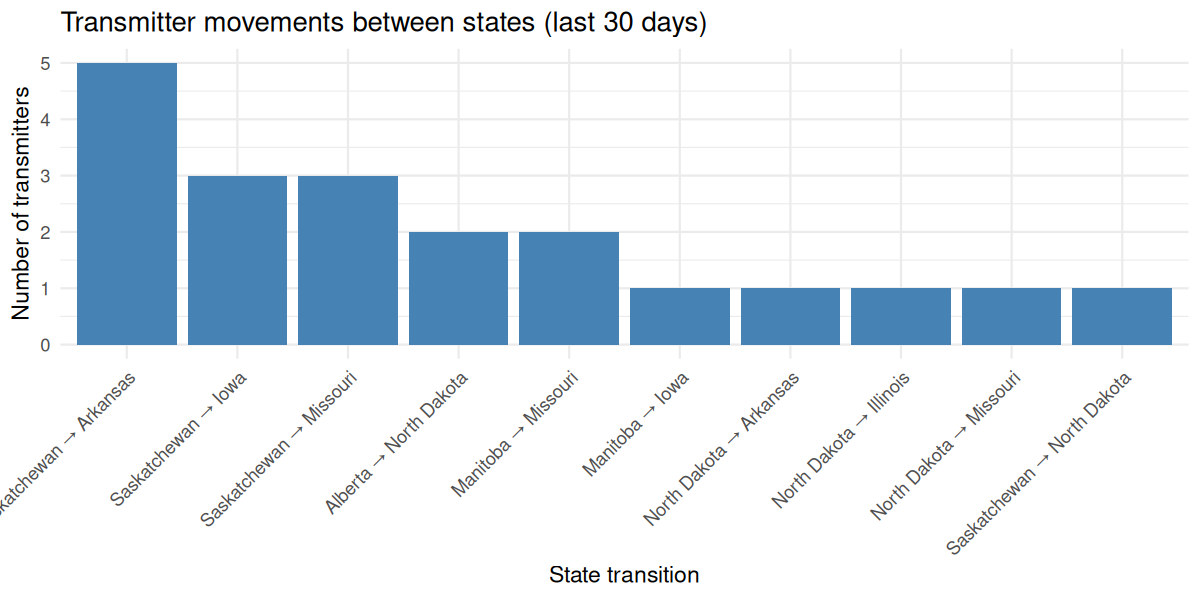 Transmitter movements between states (last 30 days)
Number of transmitters
5
4
3
2
1
0
katchewan → Arkansas
Saskatchewan → Iowa
Saskatchewan → Missouri
Alberta → North Dakota
Manitoba → Missouri
Manitoba → Iowa
North Dakota → Arkansas
North Dakota → Illinois
North Dakota → Missouri
Saskatchewan → North Dakota
State transition